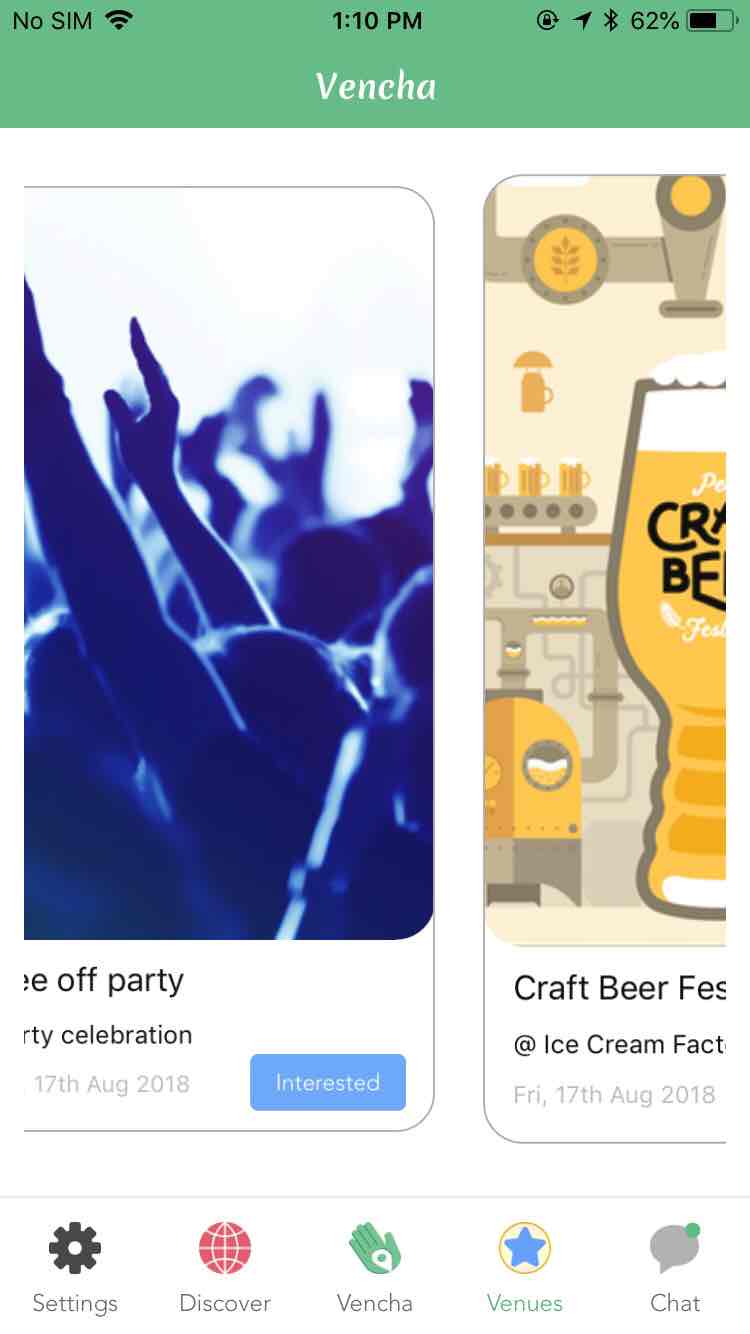 No SIM 1:10 PM 62%
Vencha
ee off party
rty celebration
, 17th Aug 2018
Interested
Pe
CRA
BEE
Fest
Craft Beer Fes
@ Ice Cream Fact
Fri, 17th Aug 2018
Settings Discover Vencha Venues Chat